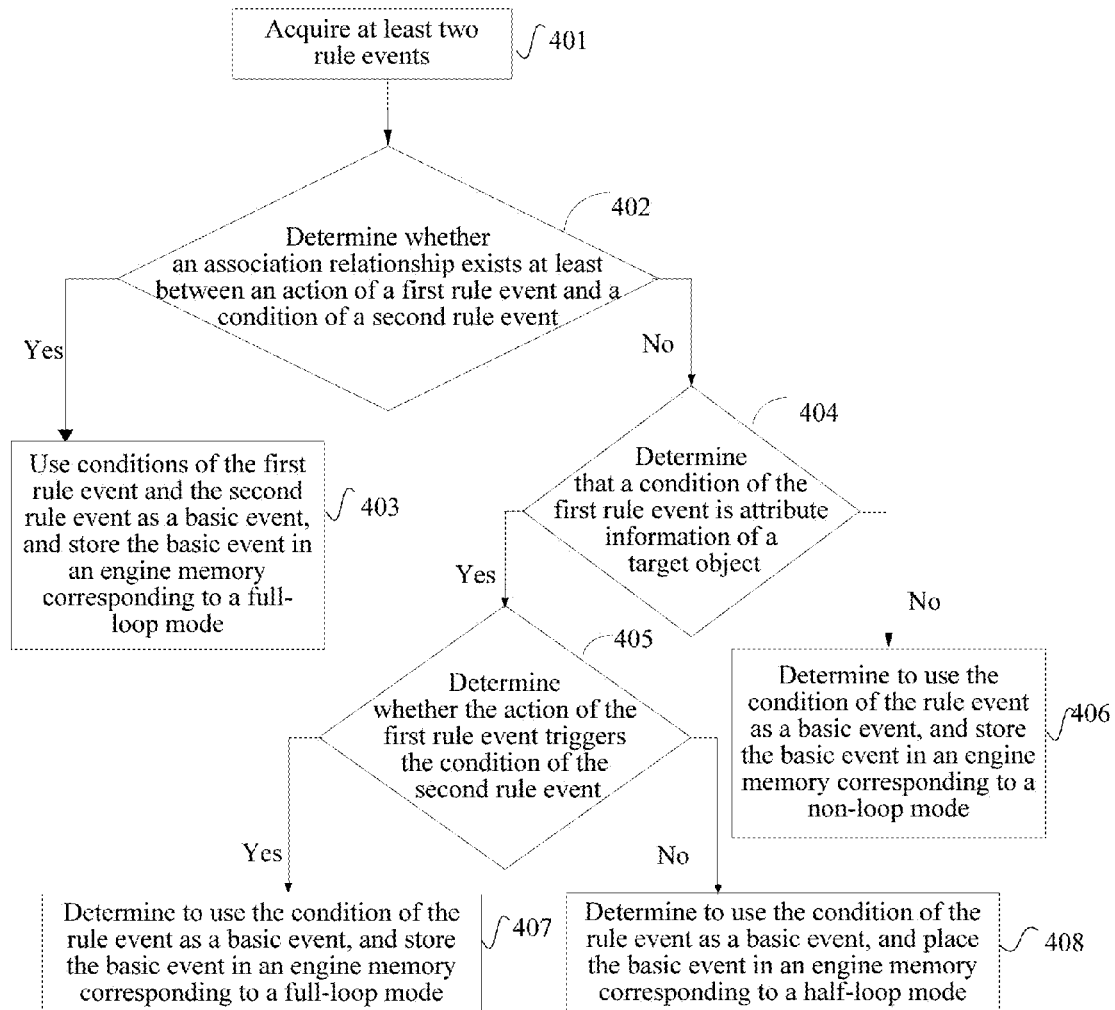 Acquire at least two
rule events
401
402
Determine whether
an association relationship exists at least
between an action of a first rule event and a
condition of a second rule event
Yes
No
404
Use conditions of the first
rule event and the second
rule event as a basic event,
and store the basic event in
an engine memory
corresponding to a full-
loop mode
403
Determine
that a condition of the
first rule event is attribute
information of a
target object
Yes
No
405
Determine
whether the action of the
first rule event triggers
the condition of the
second rule event
Determine to use the
condition of the rule event
as a basic event, and store
the basic event in an engine
memory corresponding to a
non-loop mode
406
Yes
No
Determine to use the condition of the
rule event as a basic event, and store
the basic event in an engine memory
corresponding to a full-loop mode
407
Determine to use the condition of the
rule event as a basic event, and place
the basic event in an engine memory
corresponding to a half-loop mode
408